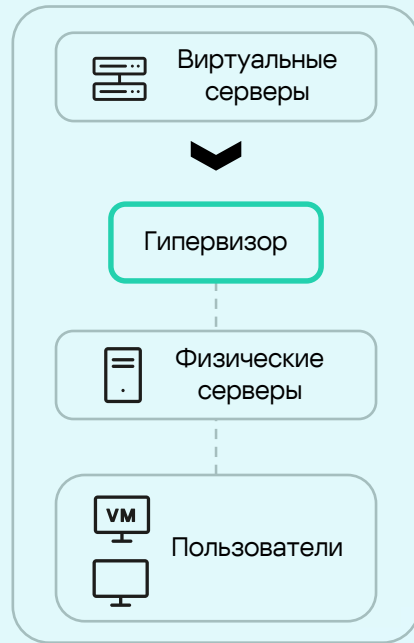 Виртуальные
серверы
Гипервизор
Физические
серверы
VM
Пользователи